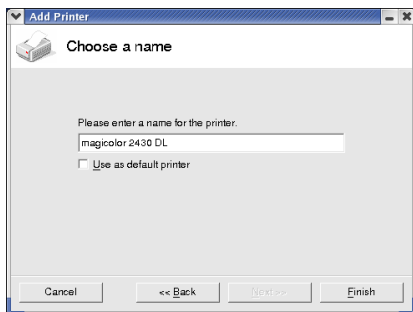 Add Printer
Choose a name
Please enter a name for the printer.
magicolor 2430 DL
Use as default printer
Cancel
<< Back
Next >>
Finish